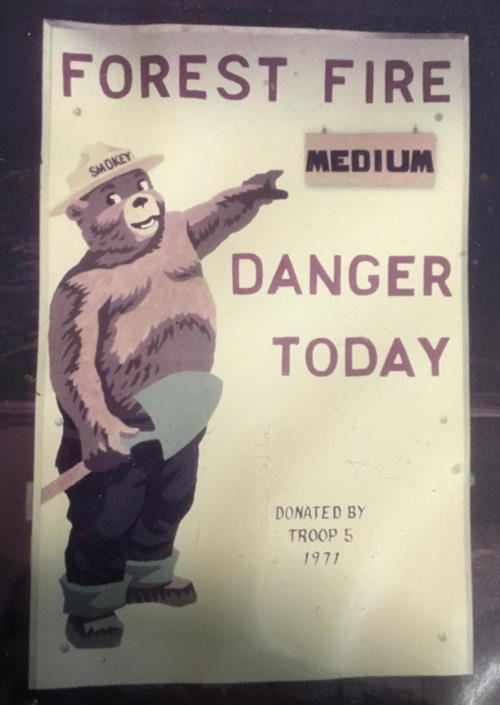 FOREST FIRE
MEDIUM
SMOKEY
DANGER
TODAY
DONATED BY
TROOP 5
1971